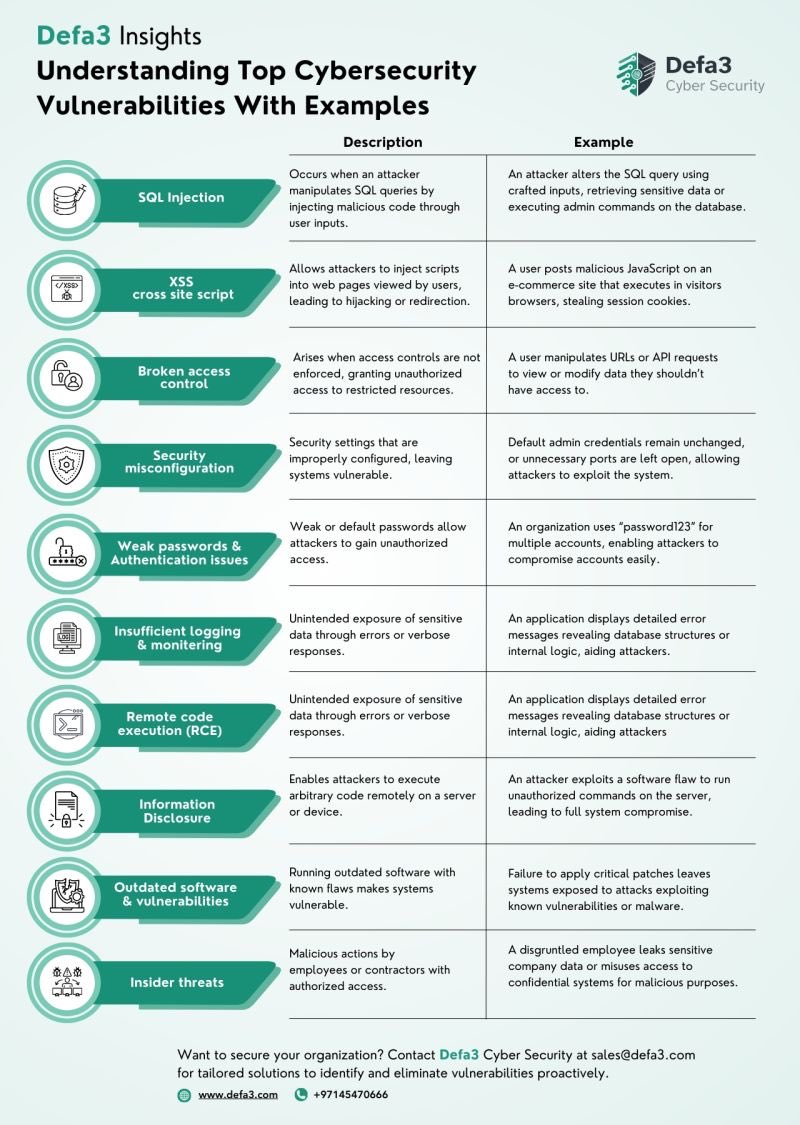 Defa3 Insights
Understanding Top Cybersecurity
Vulnerabilities With Examples
Defa3
Cyber Security
Description
Example
SQL Injection
Occurs when an attacker
manipulates SQL queries by
injecting malicious code through
user inputs.
An attacker alters the SQL query using
crafted inputs, retrieving sensitive data or
executing admin commands on the database.
</XSS>
XSS
cross site script
Allows attackers to inject scripts
into web pages viewed by users,
leading to hijacking or redirection.
A user posts malicious JavaScript on an
e-commerce site that executes in visitors
browsers, stealing session cookies.
Broken access
control
Arises when access controls are not
enforced, granting unauthorized
access to restricted resources.
A user manipulates URLs or API requests
to view or modify data they shouldn’t
have access to.
Security
misconfiguration
Security settings that are
improperly configured, leaving
systems vulnerable.
Default admin credentials remain unchanged,
or unnecessary ports are left open, allowing
attackers to exploit the system.
Weak passwords &
Authentication issues
Weak or default passwords allow
attackers to gain unauthorized
access.
An organization uses “password123” for
multiple accounts, enabling attackers to
compromise accounts easily.
LOG
Insufficient logging
& monitering
Unintended exposure of sensitive
data through errors or verbose
responses.
An application displays detailed error
messages revealing database structures or
internal logic, aiding attackers.
Remote code
execution (RCE)
Unintended exposure of sensitive
data through errors or verbose
responses.
An application displays detailed error
messages revealing database structures or
internal logic, aiding attackers
Information
Disclosure
Enables attackers to execute
arbitrary code remotely on a server
or device.
An attacker exploits a software flaw to run
unauthorized commands on the server,
leading to full system compromise.
Outdated software
& vulnerabilities
Running outdated software with
known flaws makes systems
vulnerable.
Failure to apply critical patches leaves
systems exposed to attacks exploiting
known vulnerabilities or malware.
Insider threats
Malicious actions by
employees or contractors with
authorized access.
A disgruntled employee leaks sensitive
company data or misuses access to
confidential systems for malicious purposes.
Want to secure your organization? Contact Defa3 Cyber Security at sales@defa3.com
for tailored solutions to identify and eliminate vulnerabilities proactively.
www.defa3.com +97145470666